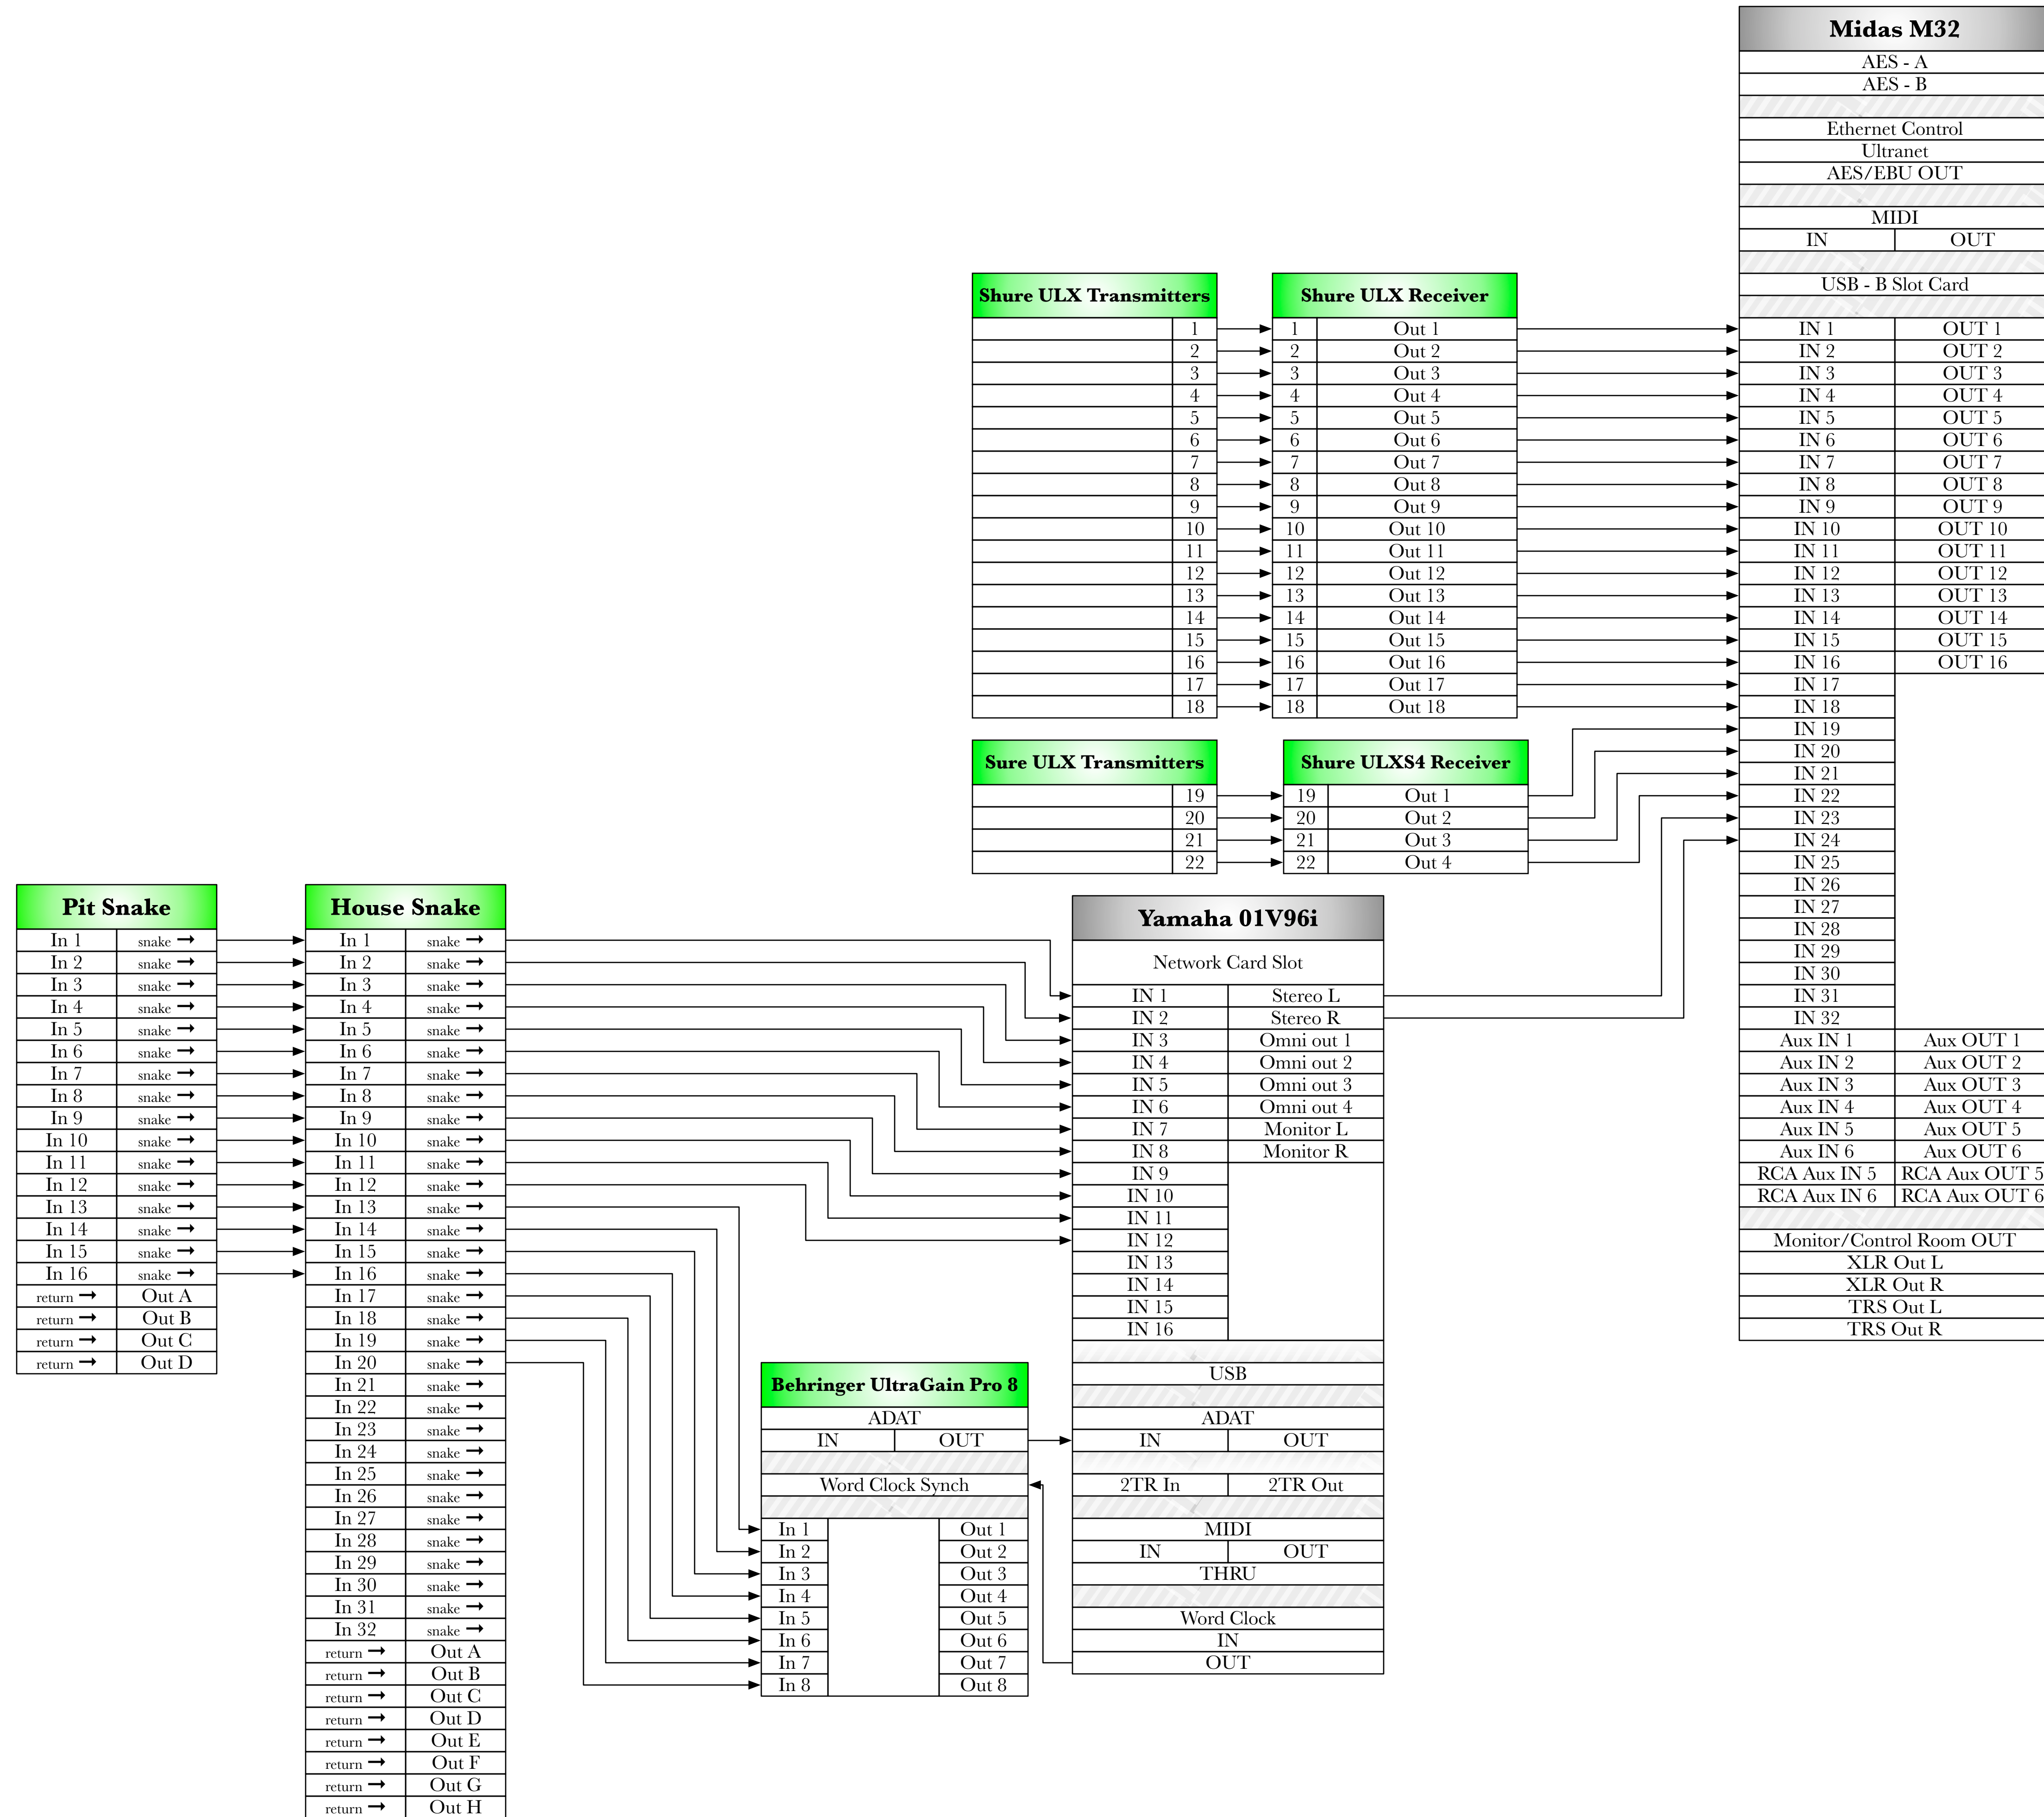 Midas M32
AES - A
AES - B
Ethernet Control
Ultranet
AES/EBU OUT
MIDI
IN OUT
USB - B Slot Card
IN 1 OUT 1
IN 2 OUT 2
IN 3 OUT 3
IN 4 OUT 4
IN 5 OUT 5
IN 6 OUT 6
IN 7 OUT 7
IN 8 OUT 8
IN 9 OUT 9
IN 10 OUT 10
IN 11 OUT 11
IN 12 OUT 12
IN 13 OUT 13
IN 14 OUT 14
IN 15 OUT 15
IN 16 OUT 16
IN 17
IN 18
IN 19
IN 20
IN 21
IN 22
IN 23
IN 24
IN 25
IN 26
IN 27
IN 28
IN 29
IN 30
IN 31
IN 32
Aux IN 1 Aux OUT 1
Aux IN 2 Aux OUT 2
Aux IN 3 Aux OUT 3
Aux IN 4 Aux OUT 4
Aux IN 5 Aux OUT 5
Aux IN 6 Aux OUT 6
RCA Aux IN 5 RCA Aux OUT 5
RCA Aux IN 6 RCA Aux OUT 6
Monitor/Control Room OUT
XLR Out L
XLR Out R
TRS Out L
TRS Out R
Shure ULX Transmitters
1
2
3
4
5
6
7
8
9
10
11
12
13
14
15
16
17
18
Shure ULX Receiver
1 Out 1
2 Out 2
3 Out 3
4 Out 4
5 Out 5
6 Out 6
7 Out 7
8 Out 8
9 Out 9
10 Out 10
11 Out 11
12 Out 12
13 Out 13
14 Out 14
15 Out 15
16 Out 16
17 Out 17
18 Out 18
Sure ULX Transmitters
19
20
21
22
Shure ULXS4 Receiver
19 Out 1
20 Out 2
21 Out 3
22 Out 4
Pit Snake
In 1 snake →
In 2 snake →
In 3 snake →
In 4 snake →
In 5 snake →
In 6 snake →
In 7 snake →
In 8 snake →
In 9 snake →
In 10 snake →
In 11 snake →
In 12 snake →
In 13 snake →
In 14 snake →
In 15 snake →
In 16 snake →
return → Out A
return → Out B
return → Out C
return → Out D
House Snake
In 1 snake →
In 2 snake →
In 3 snake →
In 4 snake →
In 5 snake →
In 6 snake →
In 7 snake →
In 8 snake →
In 9 snake →
In 10 snake →
In 11 snake →
In 12 snake →
In 13 snake →
In 14 snake →
In 15 snake →
In 16 snake →
In 17 snake →
In 18 snake →
In 19 snake →
In 20 snake →
In 21 snake →
In 22 snake →
In 23 snake →
In 24 snake →
In 25 snake →
In 26 snake →
In 27 snake →
In 28 snake →
In 29 snake →
In 30 snake →
In 31 snake →
In 32 snake →
return → Out A
return → Out B
return → Out C
return → Out D
return → Out E
return → Out F
return → Out G
return → Out H
Yamaha 01V96i
Network Card Slot
IN 1 Stereo L
IN 2 Stereo R
IN 3 Omni out 1
IN 4 Omni out 2
IN 5 Omni out 3
IN 6 Omni out 4
IN 7 Monitor L
IN 8 Monitor R
IN 9
IN 10
IN 11
IN 12
IN 13
IN 14
IN 15
IN 16
USB
ADAT
IN OUT
2TR In 2TR Out
MIDI
IN OUT
THRU
Word Clock
IN
OUT
Behringer UltraGain Pro 8
ADAT
IN OUT
Word Clock Synch
In 1 Out 1
In 2 Out 2
In 3 Out 3
In 4 Out 4
In 5 Out 5
In 6 Out 6
In 7 Out 7
In 8 Out 8